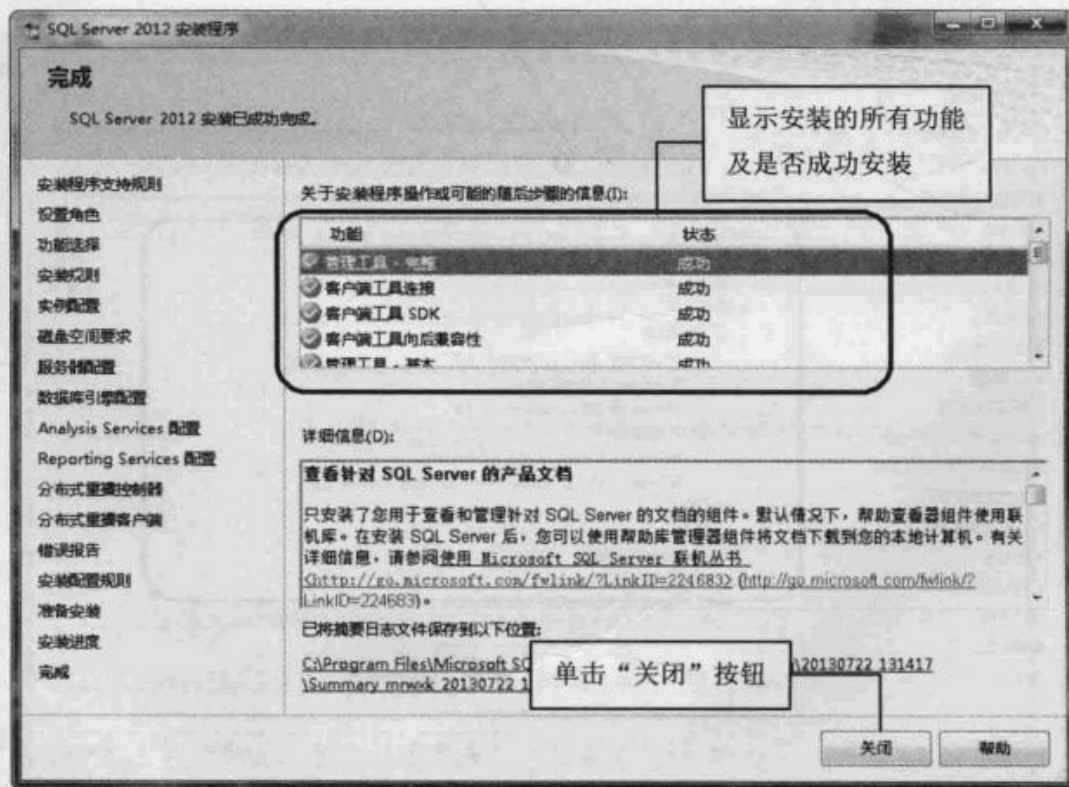 SQL Server 2012 安装程序
完成
SQL Server 2012 安装已成功完成。
显示安装的所有功能
及是否成功安装
安装程序支持规则
设置角色
功能选择
安装规则
实例配置
磁盘空间要求
服务器配置
数据库引擎配置
Analysis Services 配置
Reporting Services 配置
分布式重播控制器
分布式重播客户端
错误报告
安装配置规则
准备安装
安装进度
完成
关于安装程序操作或可能的随后步骤的信息(I):
功能 状态
管理工具 - 完整 成功
客户端工具连接 成功
客户端工具 SDK 成功
客户端工具向后兼容性 成功
管理工具 - 基本 成功
详细信息(D):
查看针对 SQL Server 的产品文档
只安装了您用于查看和管理针对 SQL Server 的文档的组件。默认情况下，帮助查看器组件使用联
机库。在安装 SQL Server 后，您可以使用帮助库管理器组件将文档下载到您的本地计算机。有关
详细信息，请参阅使用 Microsoft SQL Server 联机丛书
<http://go.microsoft.com/fwlink/?LinkID=224683> (http://go.microsoft.com/fwlink/?
LinkID=224683)。
已将摘要日志文件保存到以下位置:
C:\Program Files\Microsoft SQ \20130722_131417
\Summary_mrwxk_20130722_1
单击“关闭”按钮
关闭
帮助